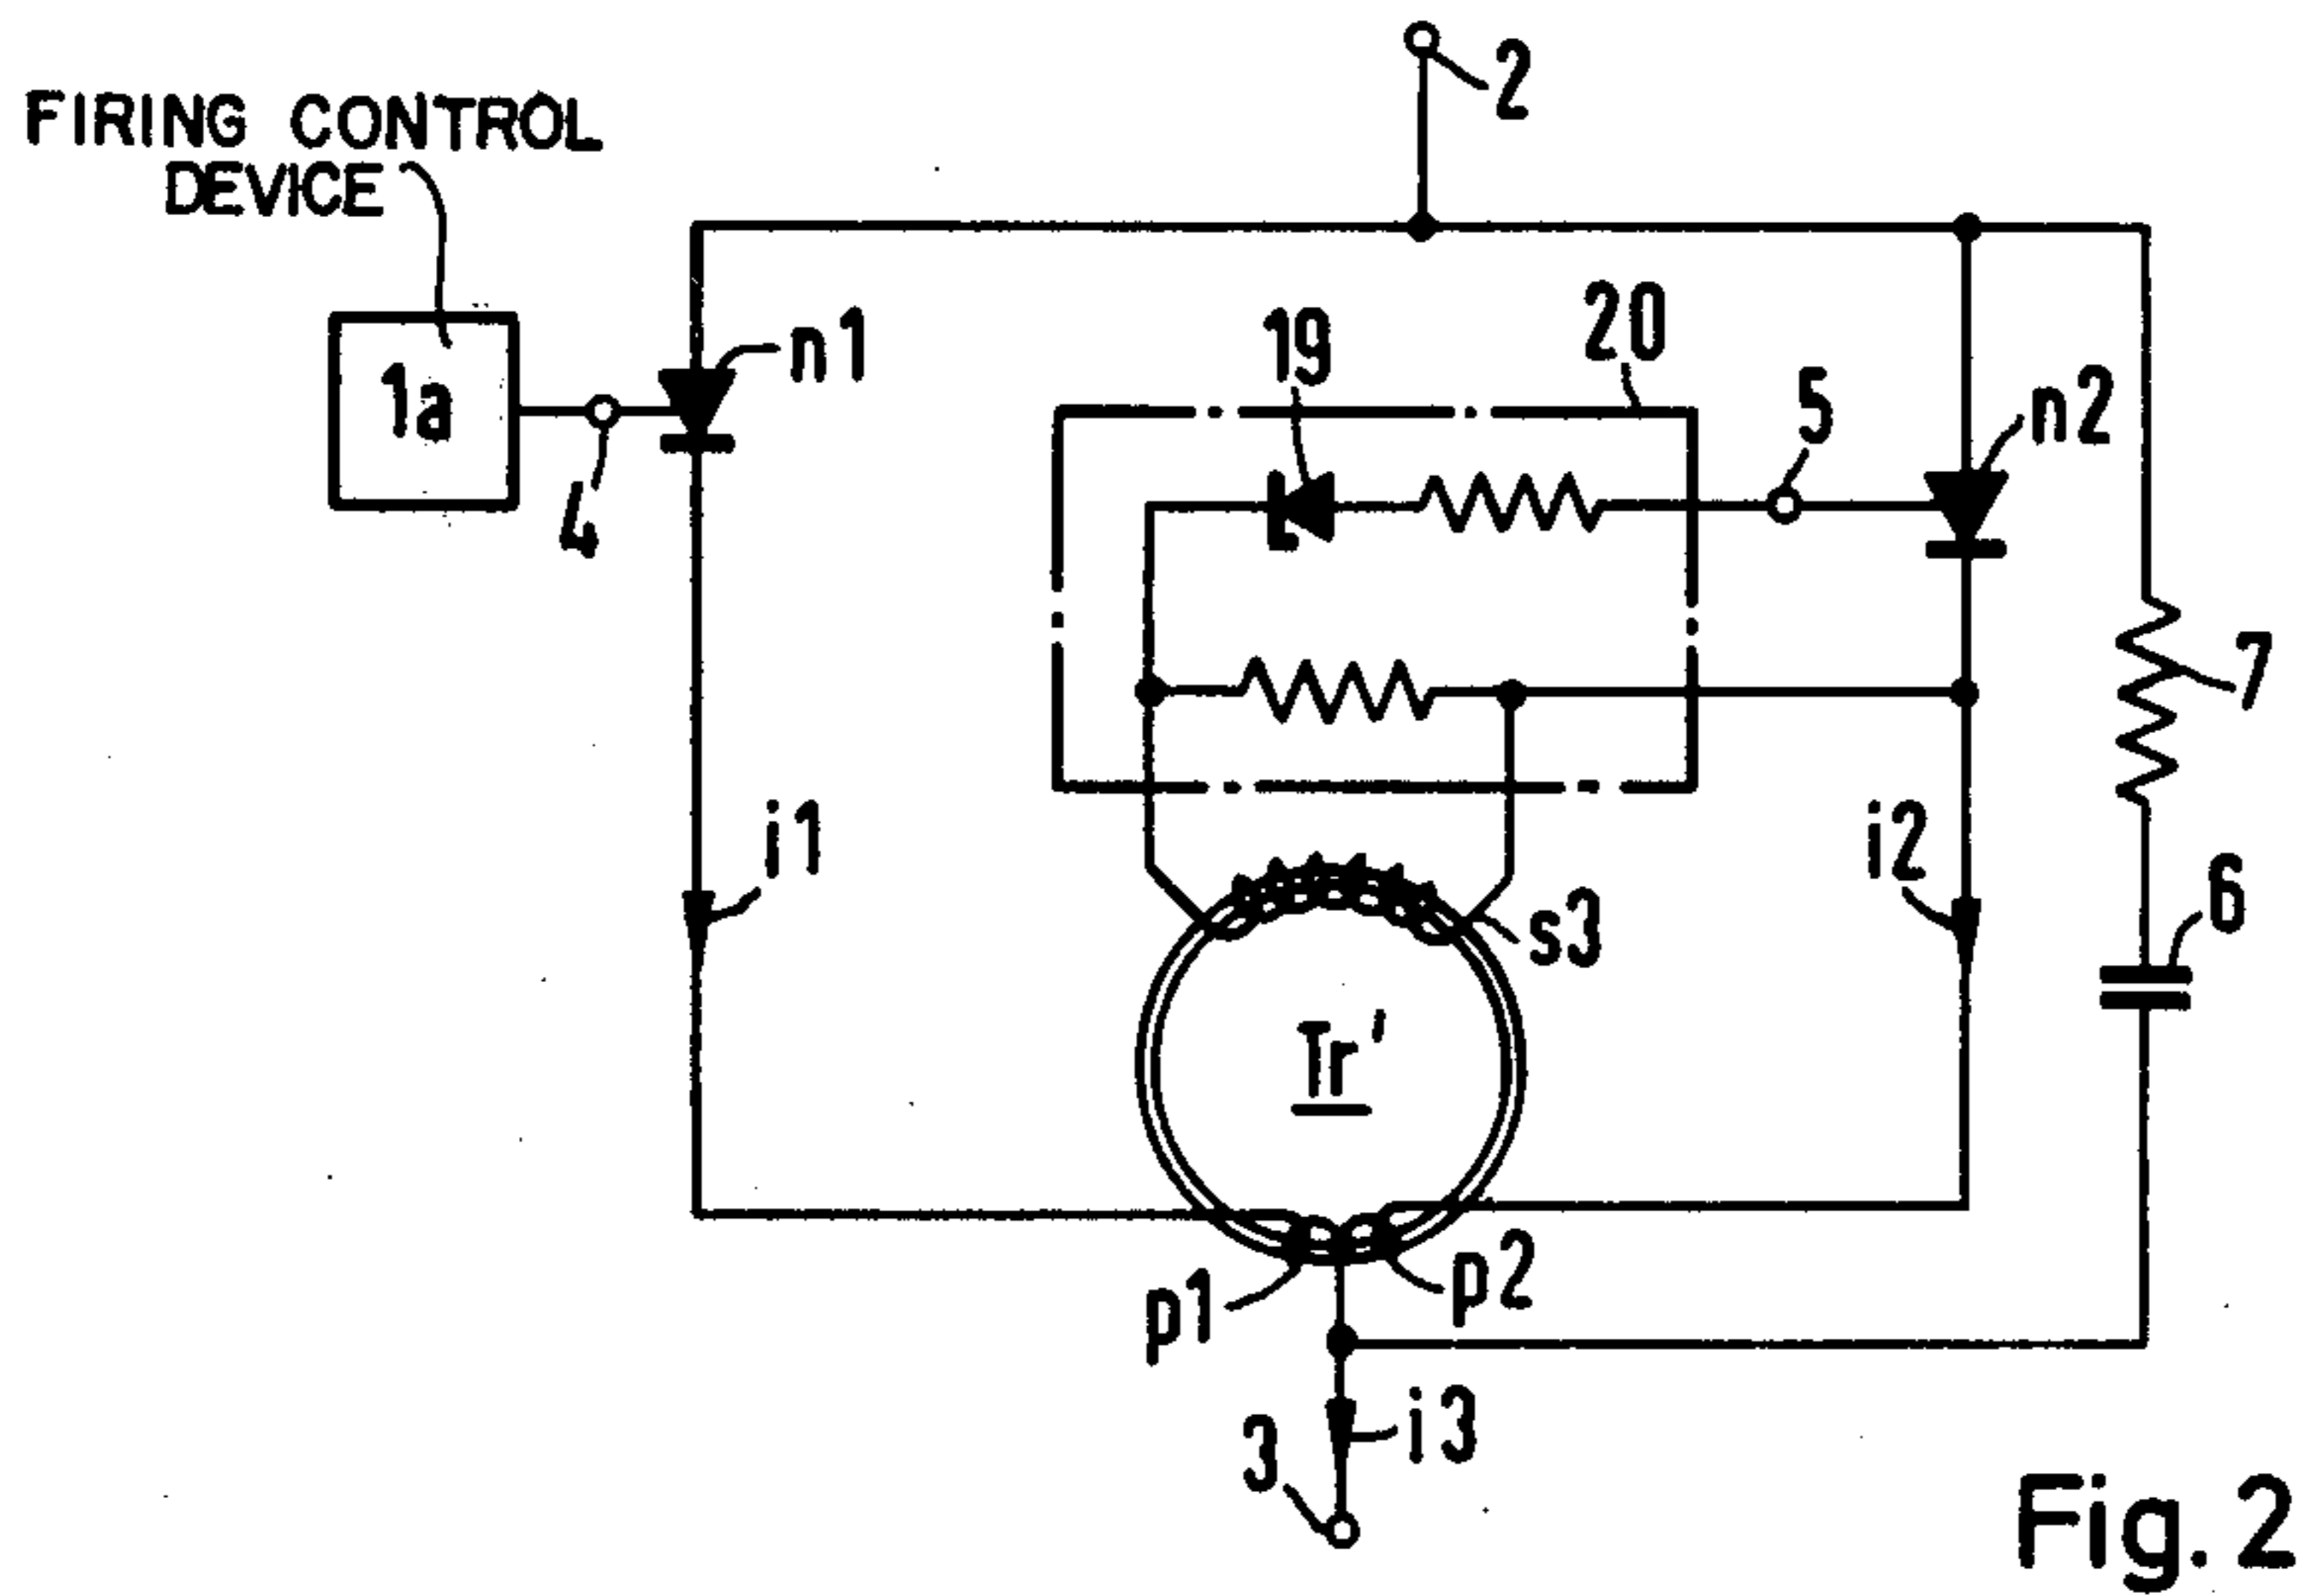 2
FIRING CONTROL
DEVICE
1a
n1
4
19
20
5
n2
7
i1
i2
6
s3
Tr'
p1
p2
i3
3
Fig. 2